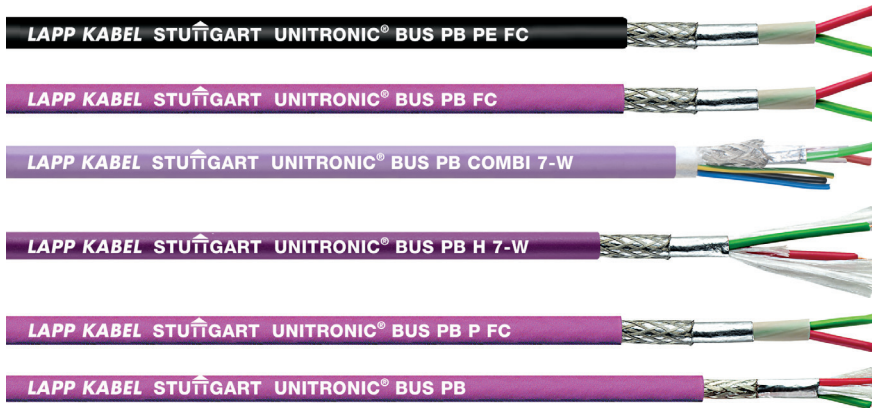 LAPP KABEL STUTTGART UNITRONIC® BUS PB PE FC
LAPP KABEL STUTTGART UNITRONIC® BUS PB FC
LAPP KABEL STUTTGART UNITRONIC® BUS PB COMBI 7-W
LAPP KABEL STUTTGART UNITRONIC® BUS PB H 7-W
LAPP KABEL STUTTGART UNITRONIC® BUS PB P FC
LAPP KABEL STUTTGART UNITRONIC® BUS PB